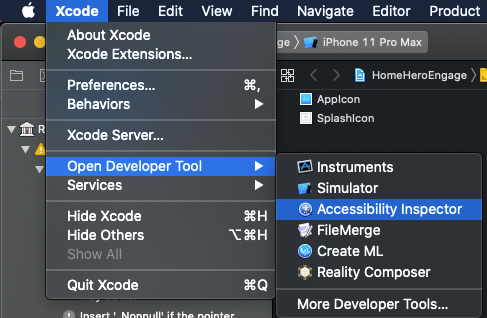 Xcode File Edit View Find Navigate Editor Product
About Xcode
Xcode Extensions...
Preferences... ⌘,
Behaviors
Xcode Server...
Open Developer Tool
Services
Hide Xcode ⌘H
Hide Others ⌥⌘H
Show All
Quit Xcode ⌘Q
iPhone 11 Pro Max
HomeHeroEngage
AppIcon
SplashIcon
Instruments
Simulator
Accessibility Inspector
FileMerge
Create ML
Reality Composer
More Developer Tools...
Insert '_Nonnull' if the pointer